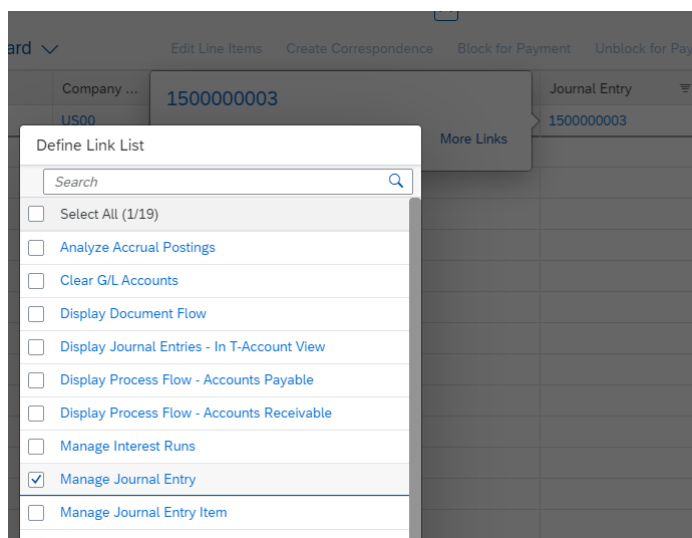 ard
Edit Line Items Create Correspondence Block for Payment Unblock for Pay
Company ... Journal Entry
US00 1500000003
1500000003
More Links
Define Link List
Search
Select All (1/19)
Analyze Accrual Postings
Clear G/L Accounts
Display Document Flow
Display Journal Entries - In T-Account View
Display Process Flow - Accounts Payable
Display Process Flow - Accounts Receivable
Manage Interest Runs
Manage Journal Entry
Manage Journal Entry Item